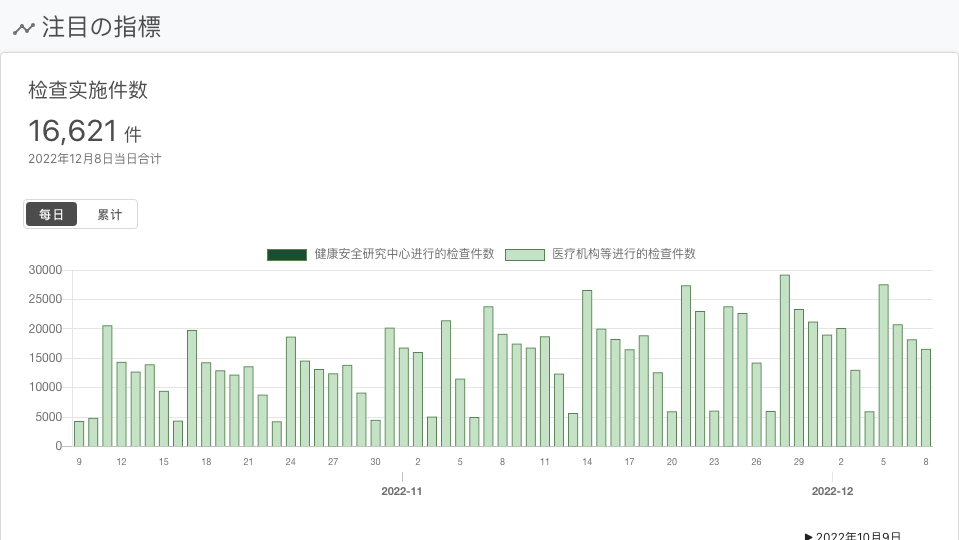 注目の指標
检查实施件数
16,621 件
2022年12月8日当日合计
每日 累计
健康安全研究中心进行的检查件数 医疗机构等进行的检查件数
30000
25000
20000
15000
10000
5000
0
9 12 15 18 21 24 27 30 2 5 8 11 14 17 20 23 26 29 2 5 8
2022-11 2022-12
▶ 2022年10月9日